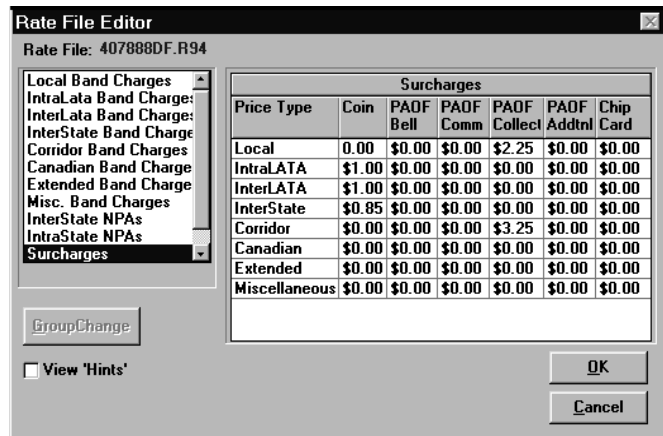 Rate File Editor
Rate File: 407888DF.R94
Local Band Charges
IntraLata Band Charges
InterLata Band Charges
InterState Band Charge
Corridor Band Charges
Canadian Band Charge
Extended Band Charge
Misc. Band Charges
InterState NPAs
IntraState NPAs
Surcharges
GroupChange
View 'Hints'
Surcharges
Price Type Coin PAOF Bell PAOF Comm PAOF Collect PAOF Addtnl Chip Card
Local 0.00 $0.00 $0.00 $2.25 $0.00 $0.00
IntraLATA $1.00 $0.00 $0.00 $0.00 $0.00 $0.00
InterLATA $1.00 $0.00 $0.00 $0.00 $0.00 $0.00
InterState $0.85 $0.00 $0.00 $0.00 $0.00 $0.00
Corridor $0.00 $0.00 $0.00 $3.25 $0.00 $0.00
Canadian $0.00 $0.00 $0.00 $0.00 $0.00 $0.00
Extended $0.00 $0.00 $0.00 $0.00 $0.00 $0.00
Miscellaneous $0.00 $0.00 $0.00 $0.00 $0.00 $0.00
OK
Cancel